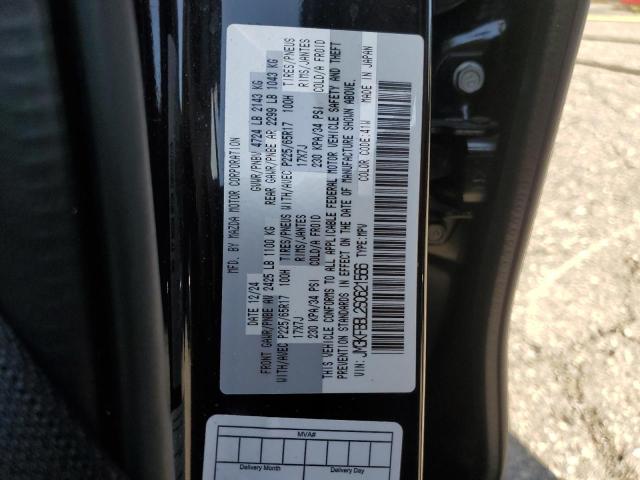 MFD. BY MAZDA MOTOR CORPORATION
DATE 12/24 GVWR/PNBV 4724 LB 2143 KG
FRONT GAWR/PNBE AV 2425 LB 1100 KG REAR GAWR/PNBE AR 2299 LB 1043 KG
WITH/AVEC P225/65R17 100H TIRES/PNEUS WITH/AVEC P225/65R17 100H TIRES/PNEUS
17X7J RIMS/JANTES 17X7J RIMS/JANTES
230 KPA/34 PSI COLD/A FROID 230 KPA/34 PSI COLD/A FROID
THIS VEHICLE CONFORMS TO ALL APPLICABLE FEDERAL MOTOR VEHICLE SAFETY AND THEFT
PREVENTION STANDARDS IN EFFECT ON THE DATE OF MANUFACTURE SHOWN ABOVE.
VIN: JM3KFBBL2S0621566 TYPE: MPV COLOR CODE: 41W MADE IN JAPAN
MVA#
Delivery Month Delivery Day